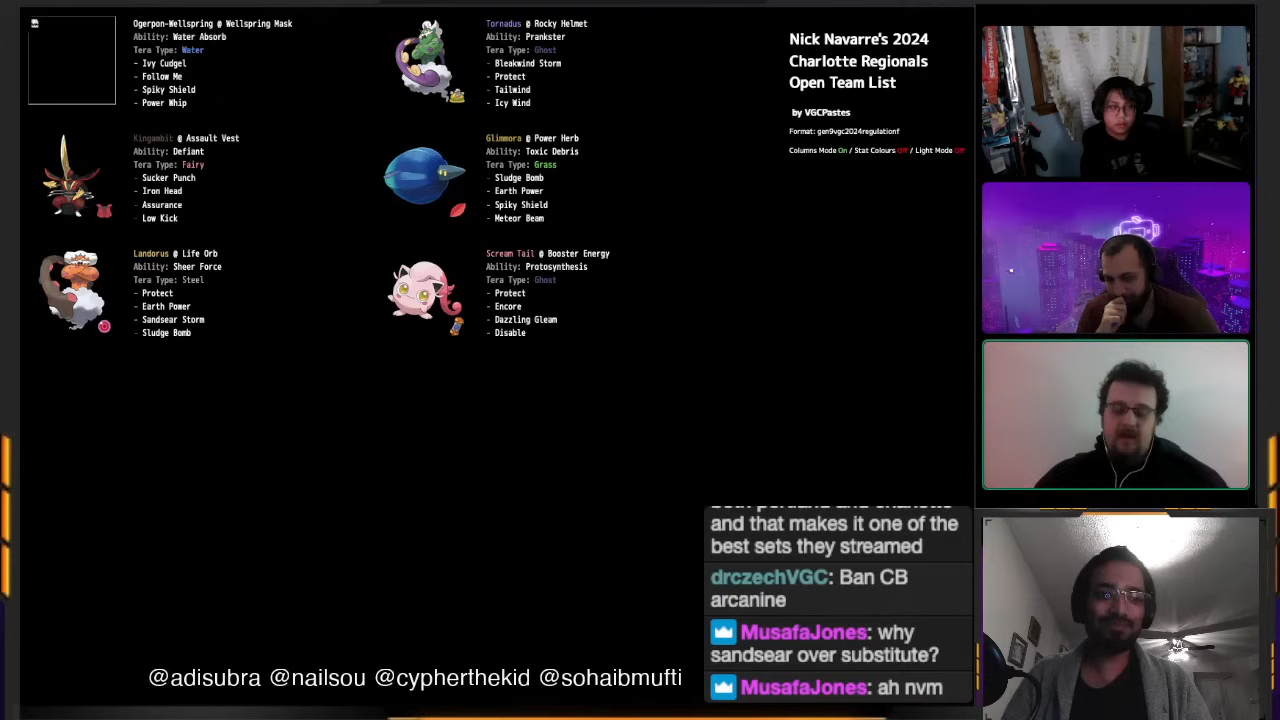 Ogerpon-Wellspring @ Wellspring Mask
Ability: Water Absorb
Tera Type: Water
- Ivy Cudgel
- Follow Me
- Spiky Shield
- Power Whip
Tornadus @ Rocky Helmet
Ability: Prankster
Tera Type: Ghost
- Bleakwind Storm
- Protect
- Tailwind
- Icy Wind
Kingambit @ Assault Vest
Ability: Defiant
Tera Type: Fairy
- Sucker Punch
- Iron Head
- Assurance
- Low Kick
Glimmora @ Power Herb
Ability: Toxic Debris
Tera Type: Grass
- Sludge Bomb
- Earth Power
- Spiky Shield
- Meteor Beam
Landorus @ Life Orb
Ability: Sheer Force
Tera Type: Steel
- Protect
- Earth Power
- Sandsear Storm
- Sludge Bomb
Scream Tail @ Booster Energy
Ability: Protosynthesis
Tera Type: Ghost
- Protect
- Encore
- Dazzling Gleam
- Disable
Nick Navarre's 2024
Charlotte Regionals
Open Team List
by VGCPastes
Format: gen9vgc2024regulationf
Columns Mode On / Stat Colours Off / Light Mode Off
and that makes it one of the
best sets they streamed
drczechVGC: Ban CB
arcanine
MusafaJones: why
sandsear over substitute?
MusafaJones: ah nvm
@adisubra @nailsou @cypherthekid @sohaibmufti